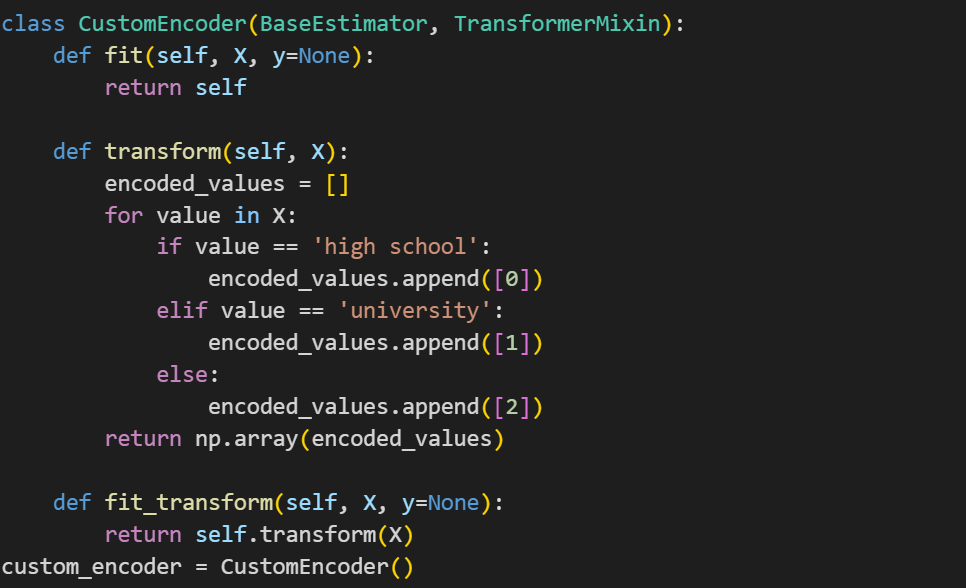 class CustomEncoder(BaseEstimator, TransformerMixin):
    def fit(self, X, y=None):
        return self

    def transform(self, X):
        encoded_values = []
        for value in X:
            if value == 'high school':
                encoded_values.append([0])
            elif value == 'university':
                encoded_values.append([1])
            else:
                encoded_values.append([2])
        return np.array(encoded_values)

    def fit_transform(self, X, y=None):
        return self.transform(X)
custom_encoder = CustomEncoder()